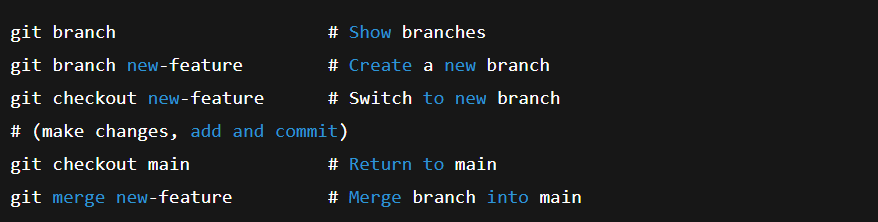 git branch                    # Show branches
git branch new-feature        # Create a new branch
git checkout new-feature      # Switch to new branch
# (make changes, add and commit)
git checkout main             # Return to main
git merge new-feature         # Merge branch into main